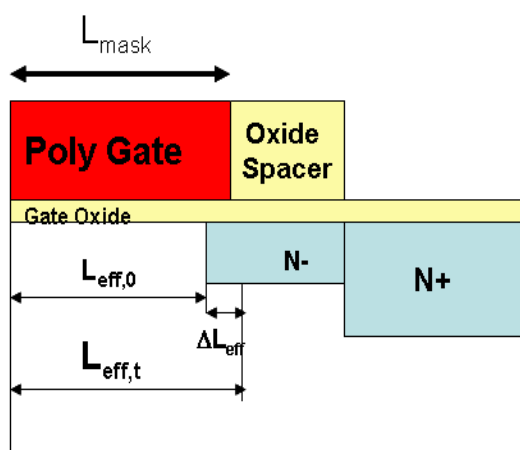 Lmask
Poly Gate
Oxide
Spacer
Gate Oxide
Leff,0
N-
N+
ΔLeff
Leff,t